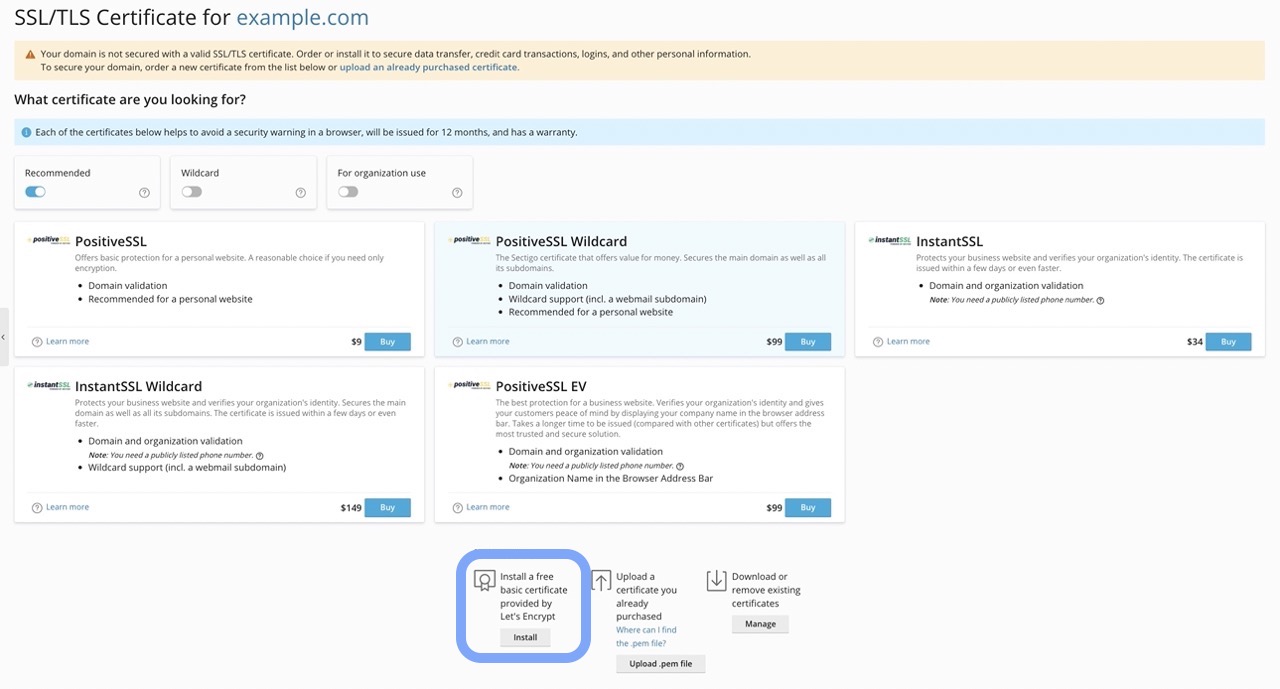 SSL/TLS Certificate for example.com
Your domain is not secured with a valid SSL/TLS certificate. Order or install it to secure data transfer, credit card transactions, logins, and other personal information.
To secure your domain, order a new certificate from the list below or upload an already purchased certificate.
What certificate are you looking for?
Each of the certificates below helps to avoid a security warning in a browser, will be issued for 12 months, and has a warranty.
Recommended
Wildcard
For organization use
positiveSSL PositiveSSL
Offers basic protection for a personal website. A reasonable choice if you need only
encryption.
• Domain validation
• Recommended for a personal website
Learn more
$9 Buy
positiveSSL PositiveSSL Wildcard
The Sectigo certificate that offers value for money. Secures the main domain as well as all
its subdomains.
• Domain validation
• Wildcard support (incl. a webmail subdomain)
• Recommended for a personal website
Learn more
$99 Buy
instantSSL InstantSSL
Protects your business website and verifies your organization's identity. The certificate is
issued within a few days or even faster.
• Domain and organization validation
Note: You need a publicly listed phone number.
Learn more
$34 Buy
instantSSL InstantSSL Wildcard
Protects your business website and verifies your organization's identity. Secures the main
domain as well as all its subdomains. The certificate is issued within a few days or even
faster.
• Domain and organization validation
Note: You need a publicly listed phone number.
• Wildcard support (incl. a webmail subdomain)
Learn more
$149 Buy
positiveSSL PositiveSSL EV
The best protection for a business website. Verifies your organization's identity and gives
your customers peace of mind by displaying your company name in the browser address
bar. Takes a longer time to be issued (compared with other certificates) but offers the
most trusted and secure solution.
• Domain and organization validation
Note: You need a publicly listed phone number.
• Organization Name in the Browser Address Bar
Learn more
$99 Buy
Install a free
basic certificate
provided by
Let's Encrypt
Install
Upload a
certificate you
already
purchased
Where can I find
the .pem file?
Upload .pem file
Download or
remove existing
certificates
Manage